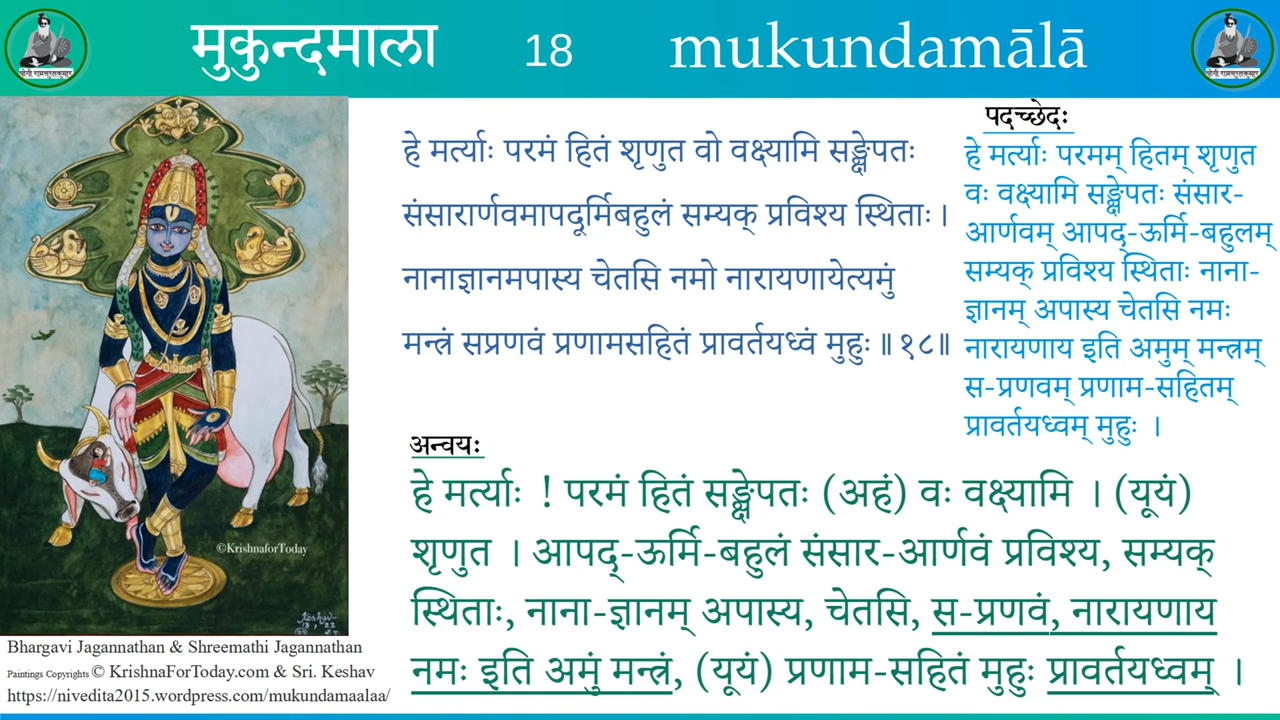 मुकुन्दमाला 18 mukundamālā
योगी रामसुरतकुमार
योगी रामसुरतकुमार
हे मर्त्याः परमं हितं शृणुत वो वक्ष्यामि सङ्क्षेपतः
संसारार्णवमापदूर्मिबहुलं सम्यक् प्रविश्य स्थिताः ।
नानाज्ञानमपास्य चेतसि नमो नारायणायेत्यमुं
मन्त्रं सप्रणवं प्रणामसहितं प्रावर्तयध्वं मुहुः ॥ १८॥
पदच्छेदः
हे मर्त्याः परमम् हितम् शृणुत
वः वक्ष्यामि सङ्क्षेपतः संसार-
आर्णवम् आपद्-ऊर्मि-बहुलम्
सम्यक् प्रविश्य स्थिताः नाना-
ज्ञानम् अपास्य चेतसि नमः
नारायणाय इति अमुम् मन्त्रम्
स-प्रणवम् प्रणाम-सहितम्
प्रावर्तयध्वम् मुहुः ।
अन्वयः
हे मर्त्याः ! परमं हितं सङ्क्षेपतः (अहं) वः वक्ष्यामि । (यूयं)
शृणुत । आपद्-ऊर्मि-बहुलं संसार-आर्णवं प्रविश्य, सम्यक्
स्थिताः, नाना-ज्ञानम् अपास्य, चेतसि, स-प्रणवं, नारायणाय
नमः इति अमुं मन्त्रं, (यूयं) प्रणाम-सहितं मुहुः प्रावर्तयध्वम् ।
©KrishnaforToday
Keshav
Bhargavi Jagannathan & Shreemathi Jagannathan
Paintings Copyrights © KrishnaForToday.com & Sri. Keshav
https://nivedita2015.wordpress.com/mukundamaalaa/